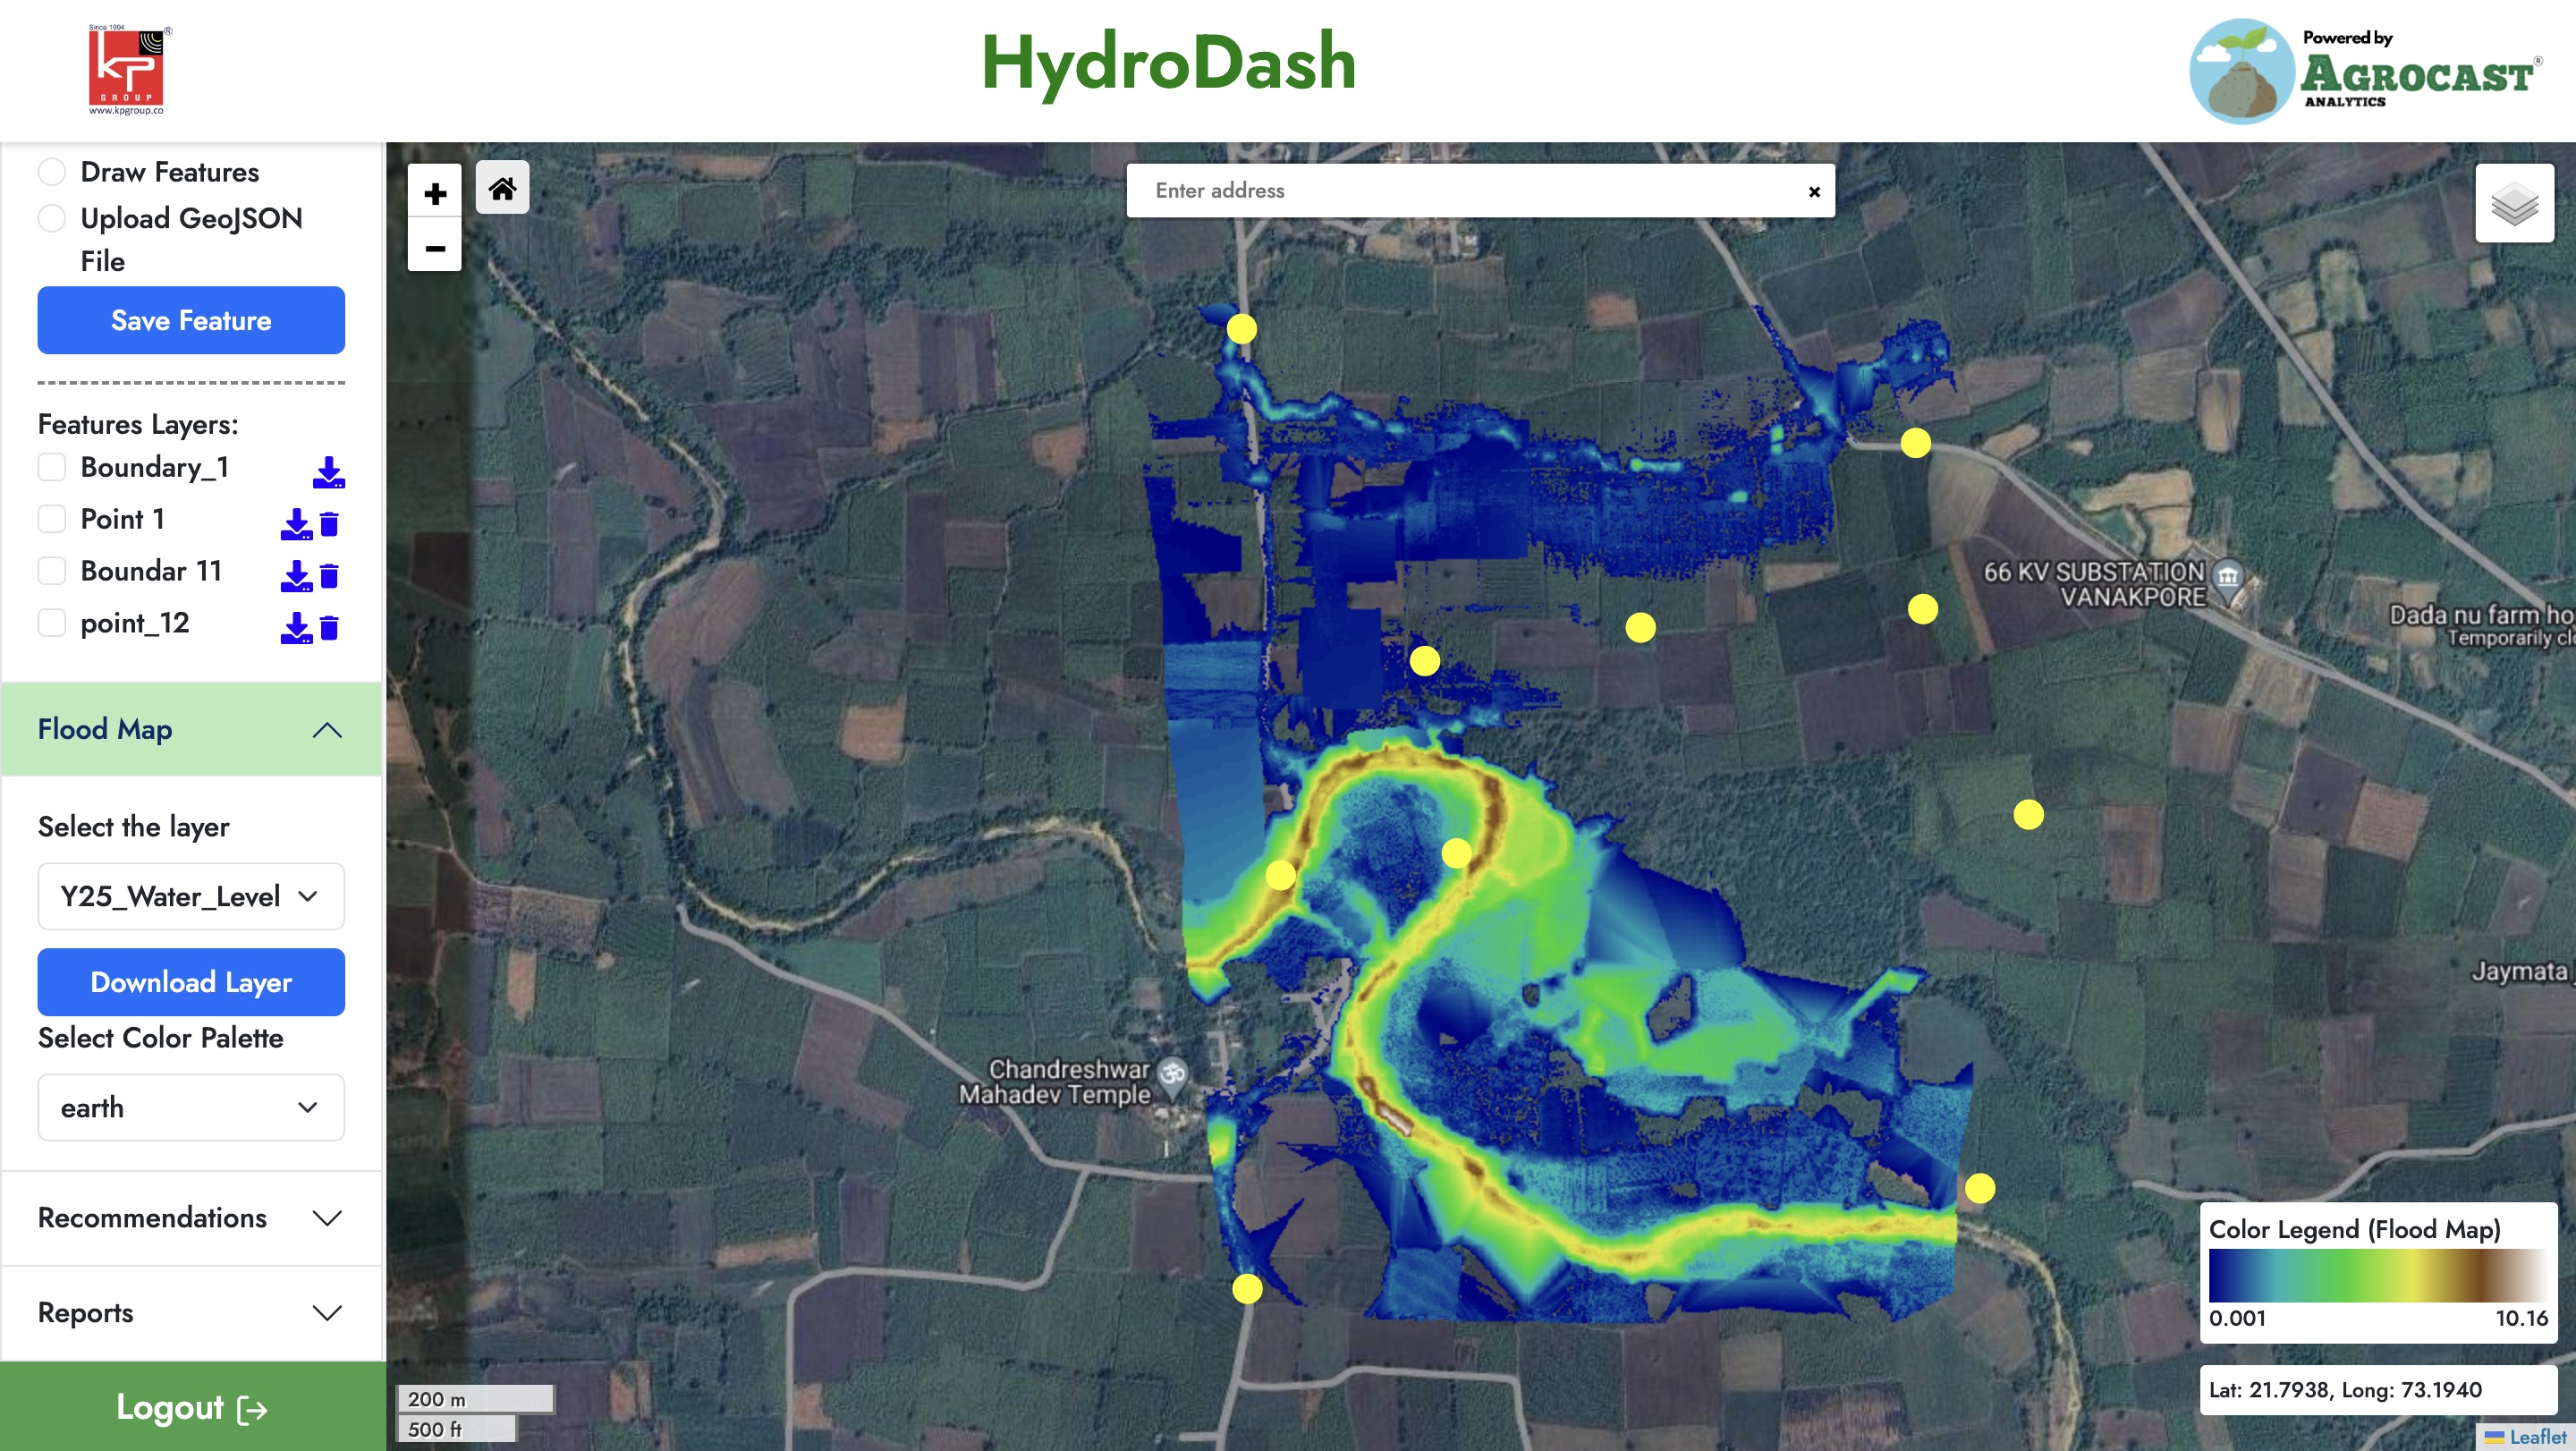 Since 1994
®
kp
GROUP
www.kpgroup.co
HydroDash
Powered by
AGROCAST®
ANALYTICS
Draw Features
Upload GeoJSON
File
Save Feature
Features Layers:
Boundary_1
Point 1
Boundar 11
point_12
Flood Map
Select the layer
Y25_Water_Level
Download Layer
Select Color Palette
earth
Recommendations
Reports
Logout
+
−
Enter address
×
66 KV SUBSTATION
VANAKPORE
Dada nu farm ho
Temporarily cl
Jaymata
Chandreshwar
Mahadev Temple
Color Legend (Flood Map)
0.001 10.16
Lat: 21.7938, Long: 73.1940
200 m
500 ft
Leaflet